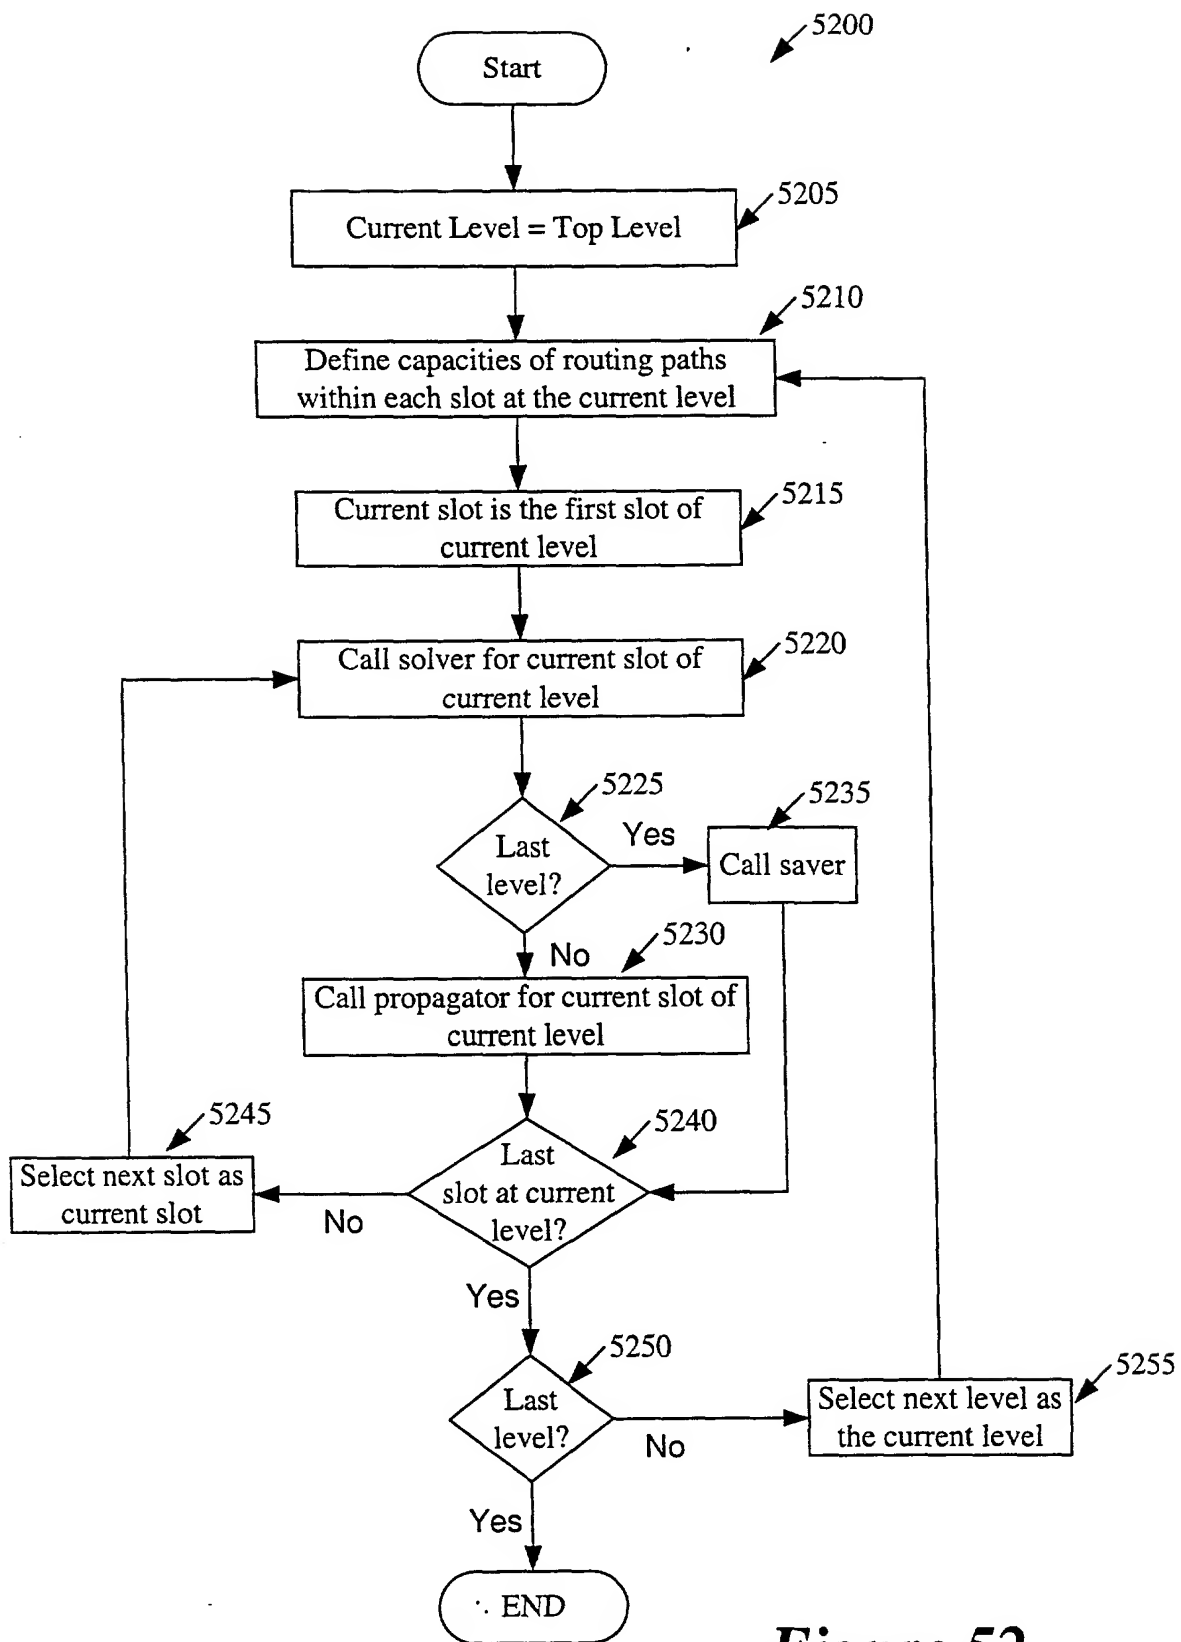 5200
Start
5205
Current Level = Top Level
5210
Define capacities of routing paths
within each slot at the current level
5215
Current slot is the first slot of
current level
5220
Call solver for current slot of
current level
5225
Last
level?
Yes
5235
Call saver
No
5230
Call propagator for current slot of
current level
5245
Select next slot as
current slot
5240
Last
slot at current
level?
No
Yes
5250
Last
level?
No
5255
Select next level as
the current level
Yes
END
Figure 52